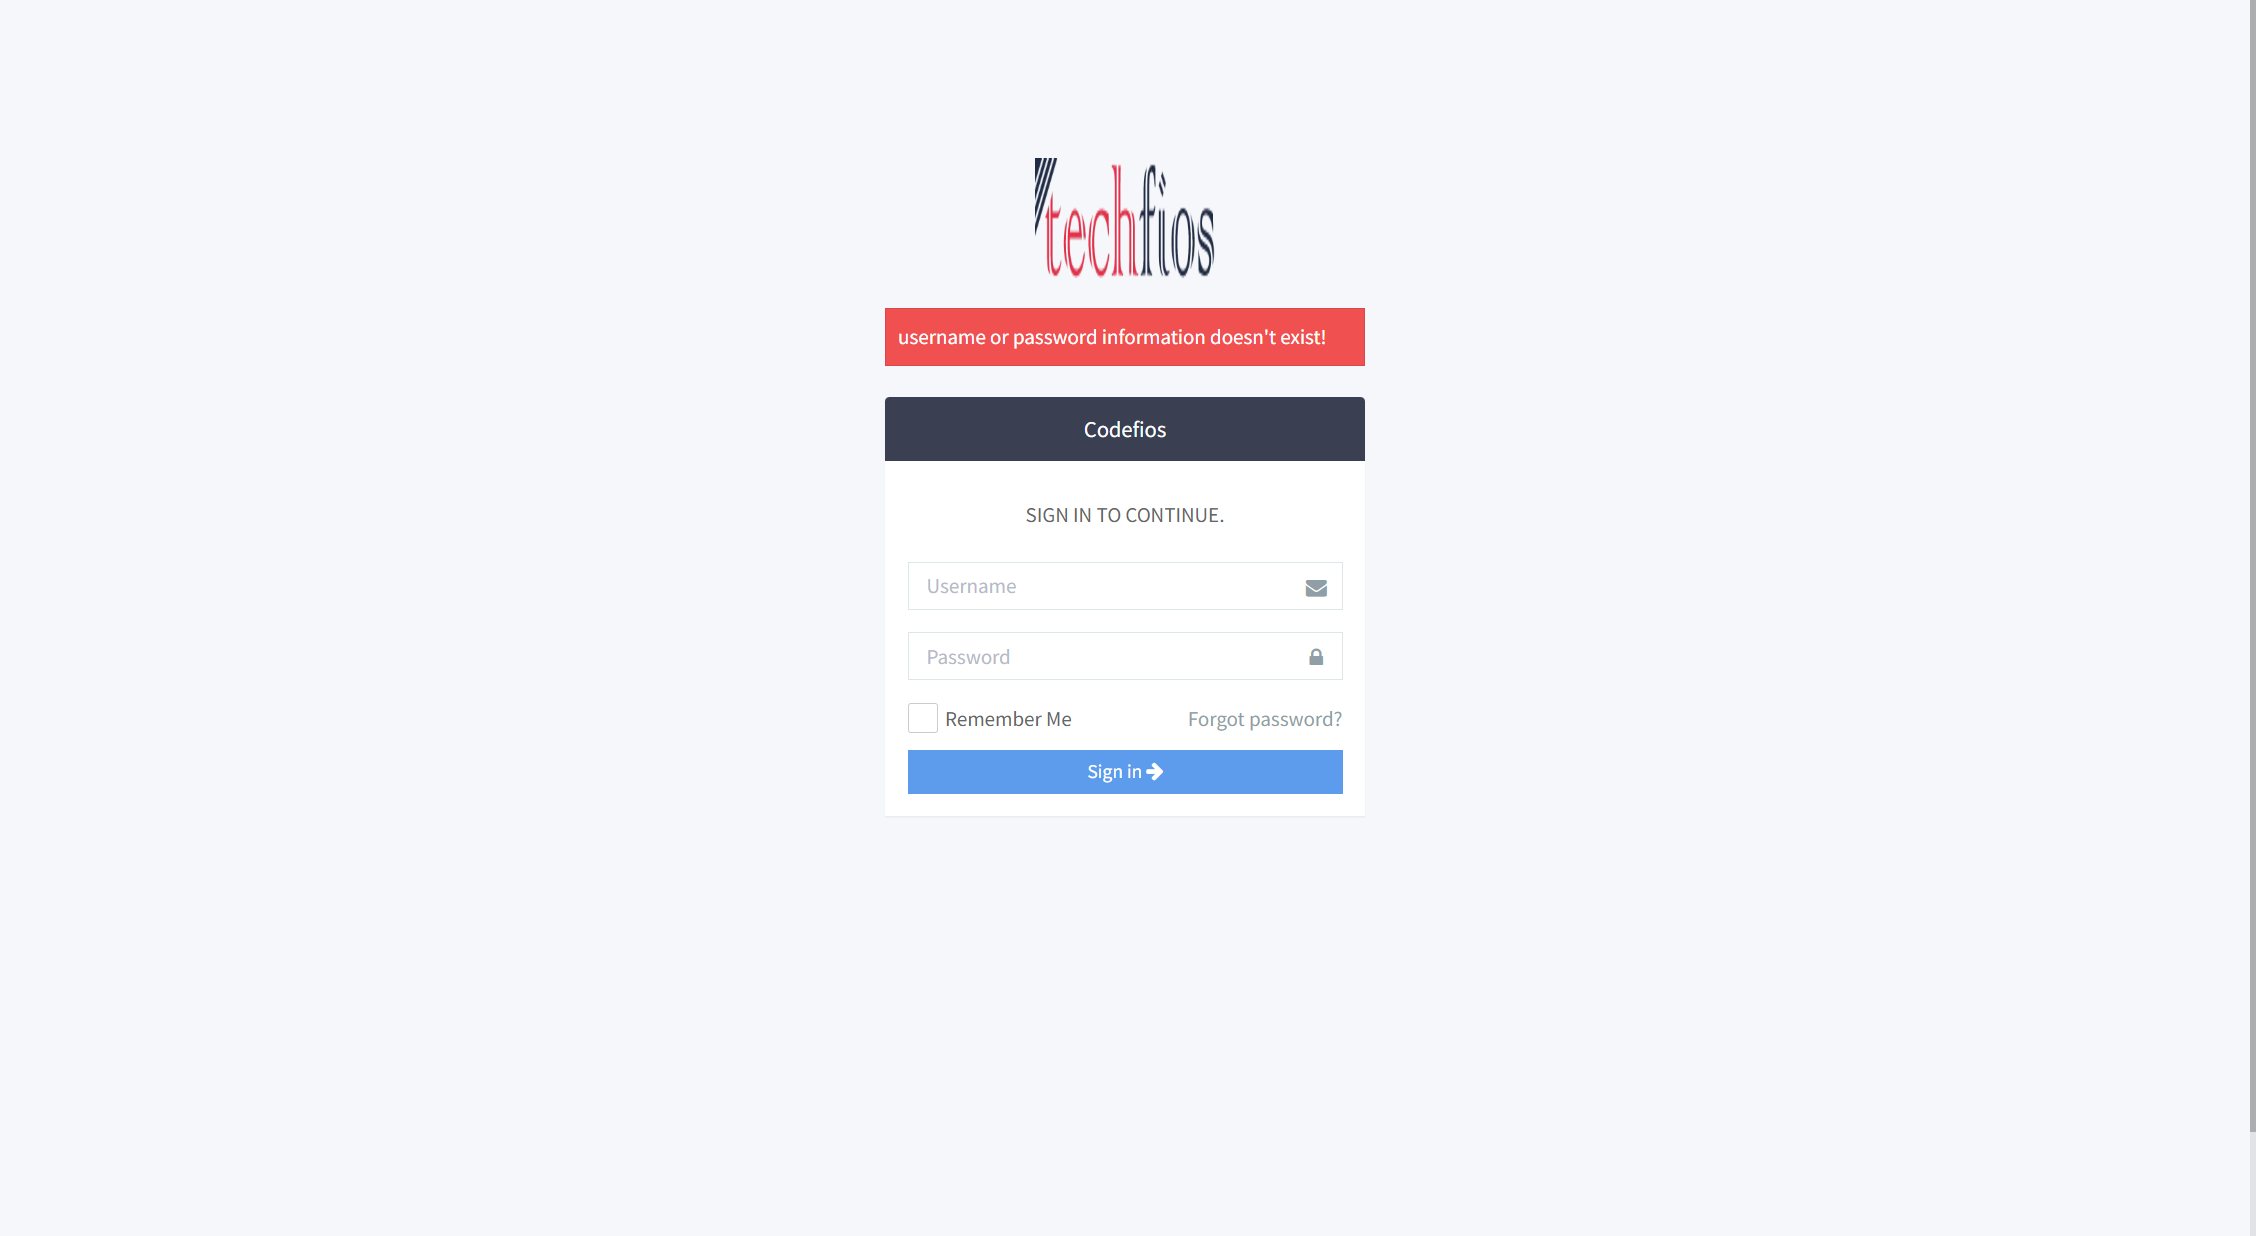 techfios
username or password information doesn't exist!
Codefios
SIGN IN TO CONTINUE.
Username
Password
Remember Me
Forgot password?
Sign in